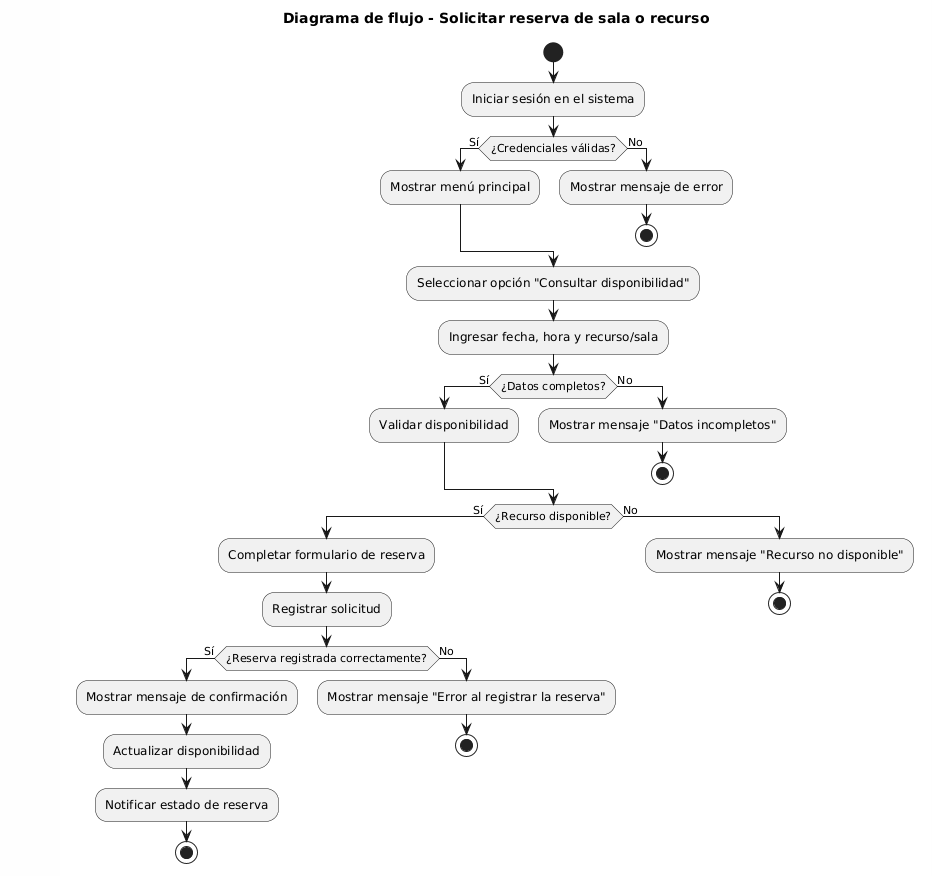 Diagrama de flujo - Solicitar reserva de sala o recurso
Iniciar sesión en el sistema
¿Credenciales válidas?
Sí
No
Mostrar menú principal
Mostrar mensaje de error
Seleccionar opción "Consultar disponibilidad"
Ingresar fecha, hora y recurso/sala
¿Datos completos?
Sí
No
Validar disponibilidad
Mostrar mensaje "Datos incompletos"
¿Recurso disponible?
Sí
No
Completar formulario de reserva
Mostrar mensaje "Recurso no disponible"
Registrar solicitud
¿Reserva registrada correctamente?
Sí
No
Mostrar mensaje de confirmación
Mostrar mensaje "Error al registrar la reserva"
Actualizar disponibilidad
Notificar estado de reserva